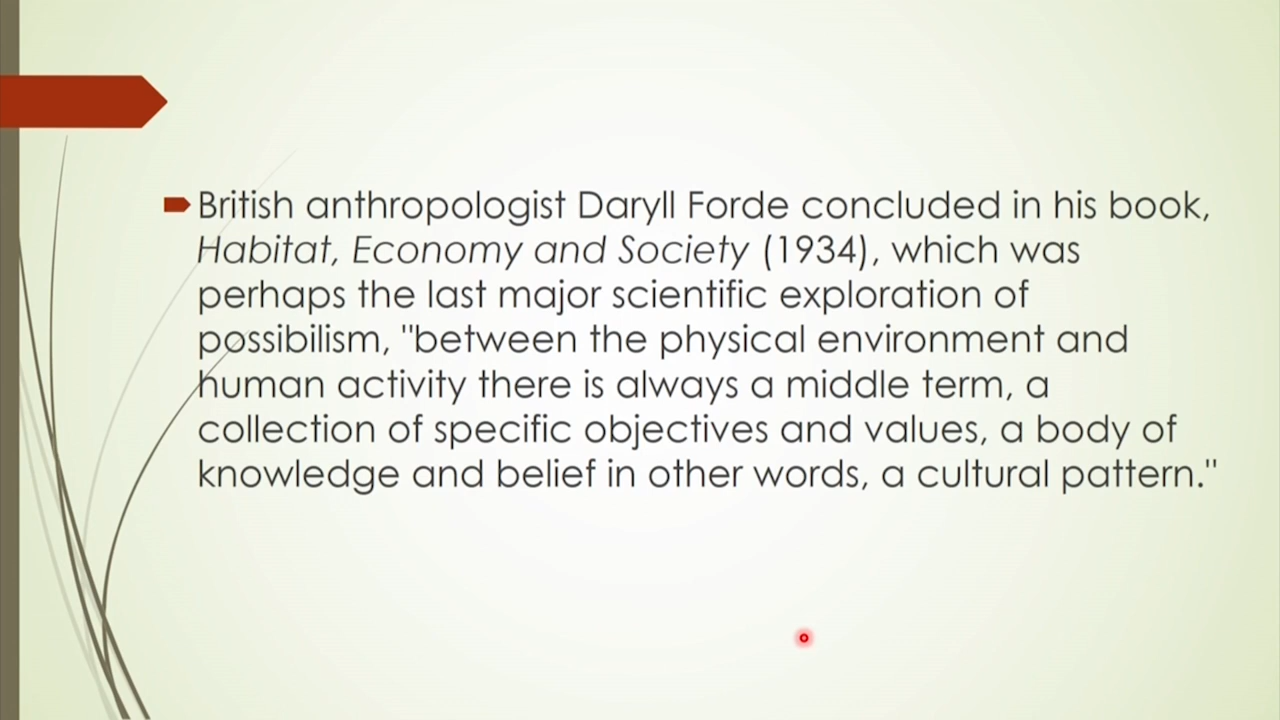 British anthropologist Daryll Forde concluded in his book,
Habitat, Economy and Society (1934), which was
perhaps the last major scientific exploration of
possibilism, "between the physical environment and
human activity there is always a middle term, a
collection of specific objectives and values, a body of
knowledge and belief in other words, a cultural pattern."